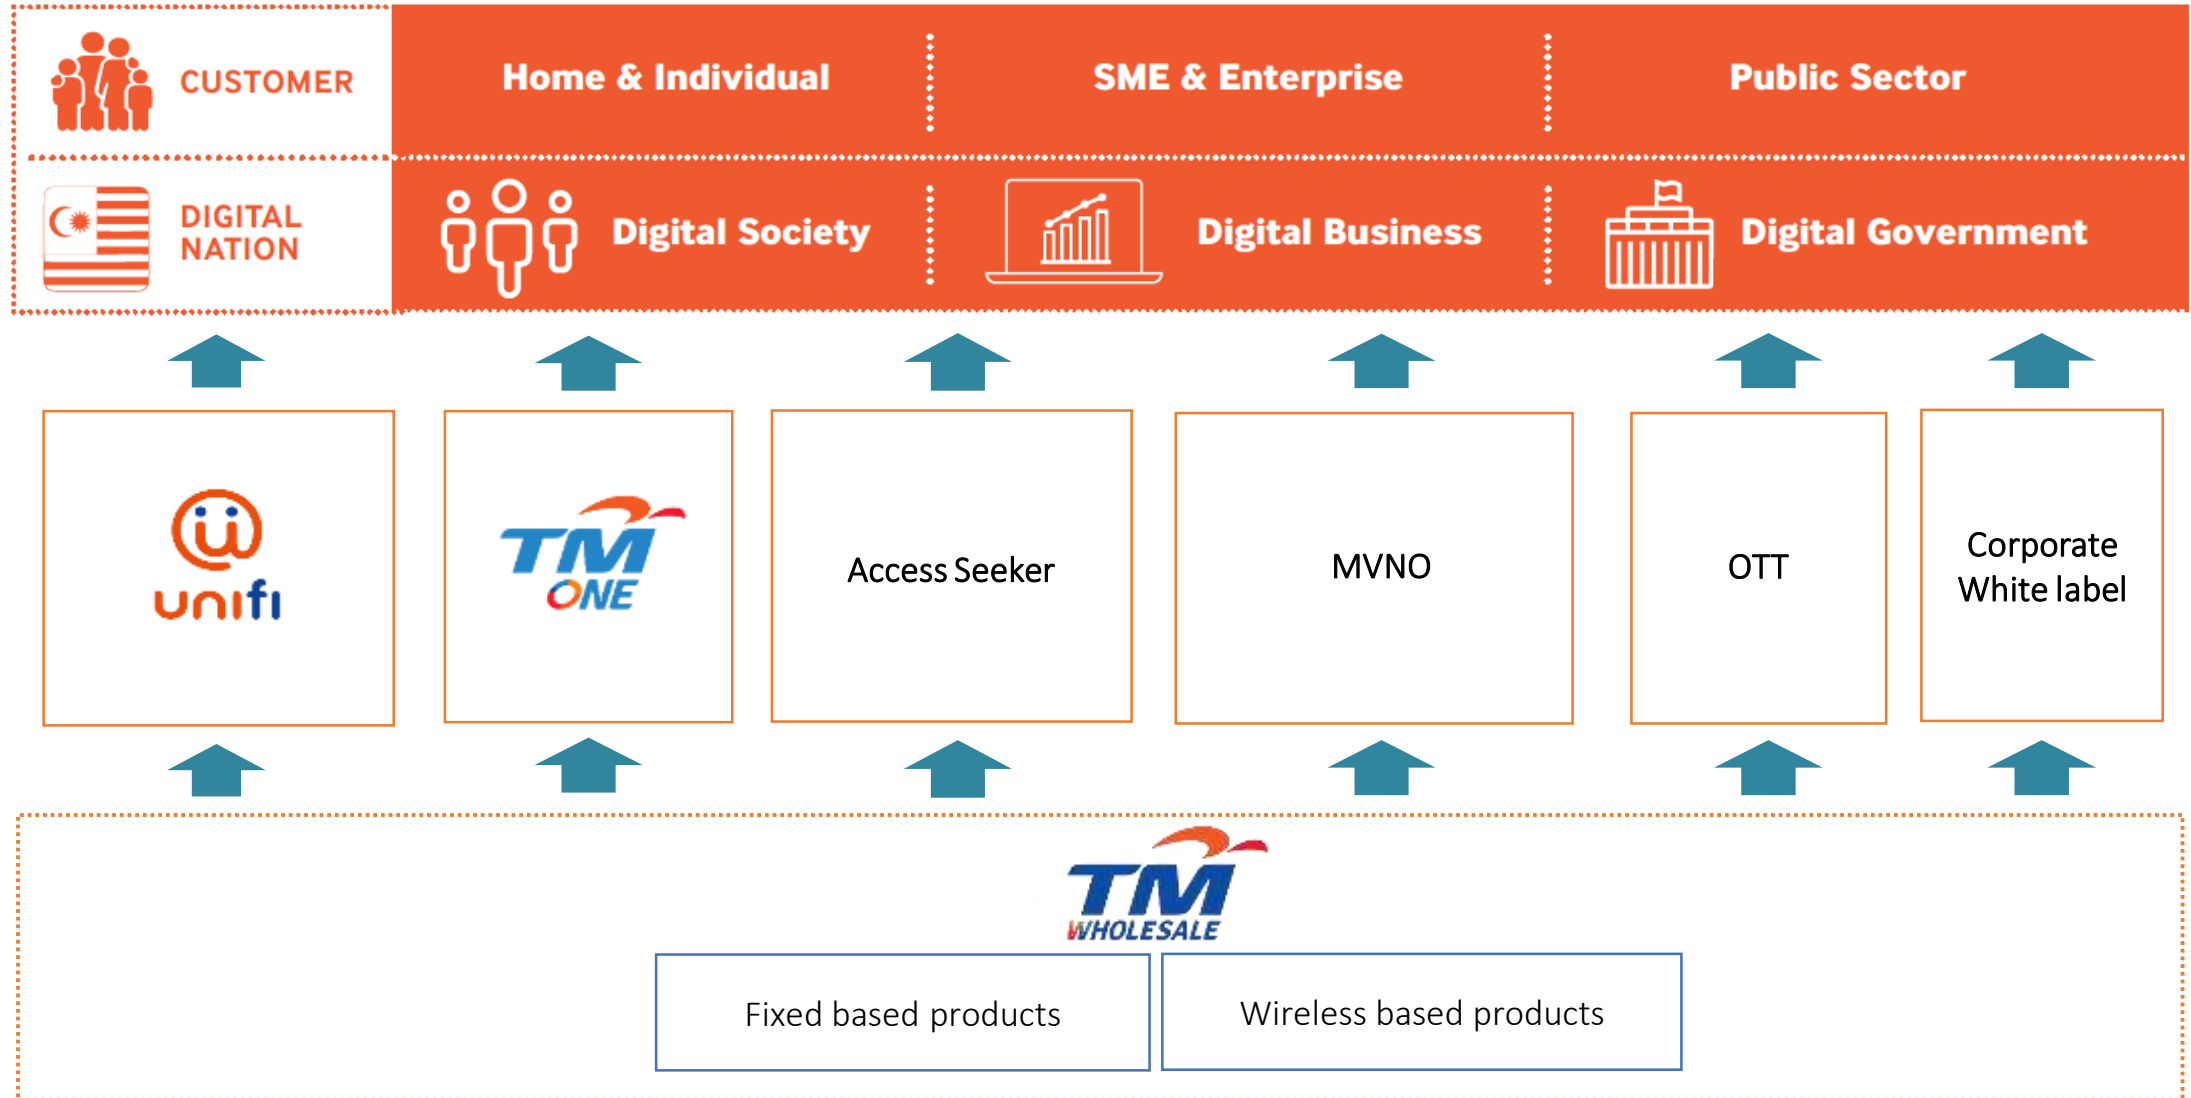 CUSTOMER
Home & Individual
SME & Enterprise
Public Sector
DIGITAL
NATION
Digital Society
Digital Business
Digital Government
unifi
TM
ONE
Access Seeker
MVNO
OTT
Corporate
White label
TM
WHOLESALE
Fixed based products
Wireless based products